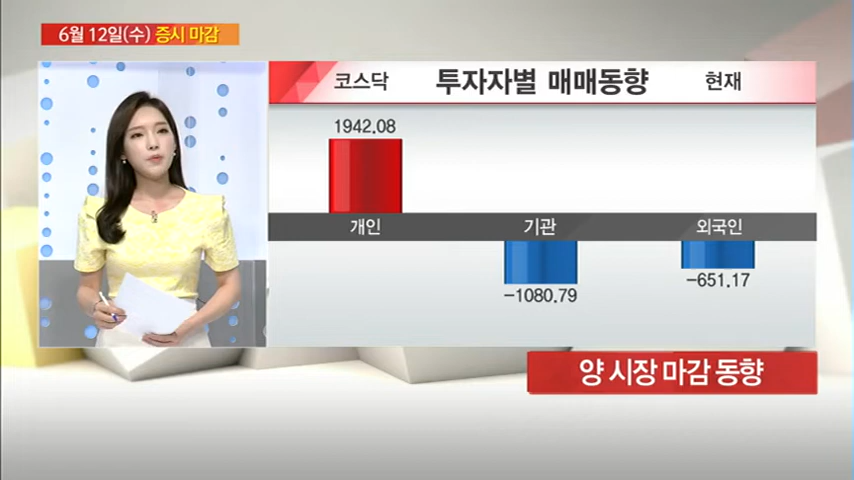 6월 12일(수) 증시 마감
코스닥 투자자별 매매동향 현재
1942.08
개인 기관 외국인
-1080.79 -651.17
양 시장 마감 동향